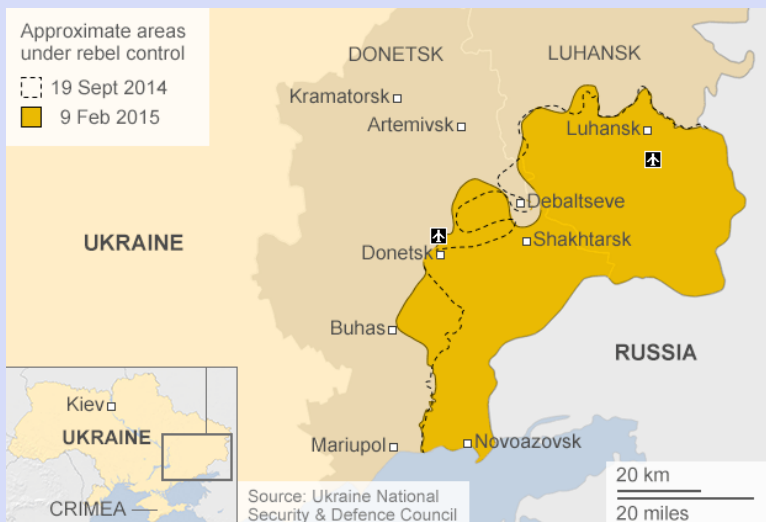 Approximate areas
under rebel control
19 Sept 2014
9 Feb 2015
DONETSK
LUHANSK
Kramatorsk
Artemivsk
Luhansk
Debaltseve
UKRAINE
Donetsk
Shakhtarsk
Buhas
RUSSIA
Kiev
UKRAINE
Mariupol
Novoazovsk
CRIMEA
Source: Ukraine National
Security & Defence Council
20 km
20 miles